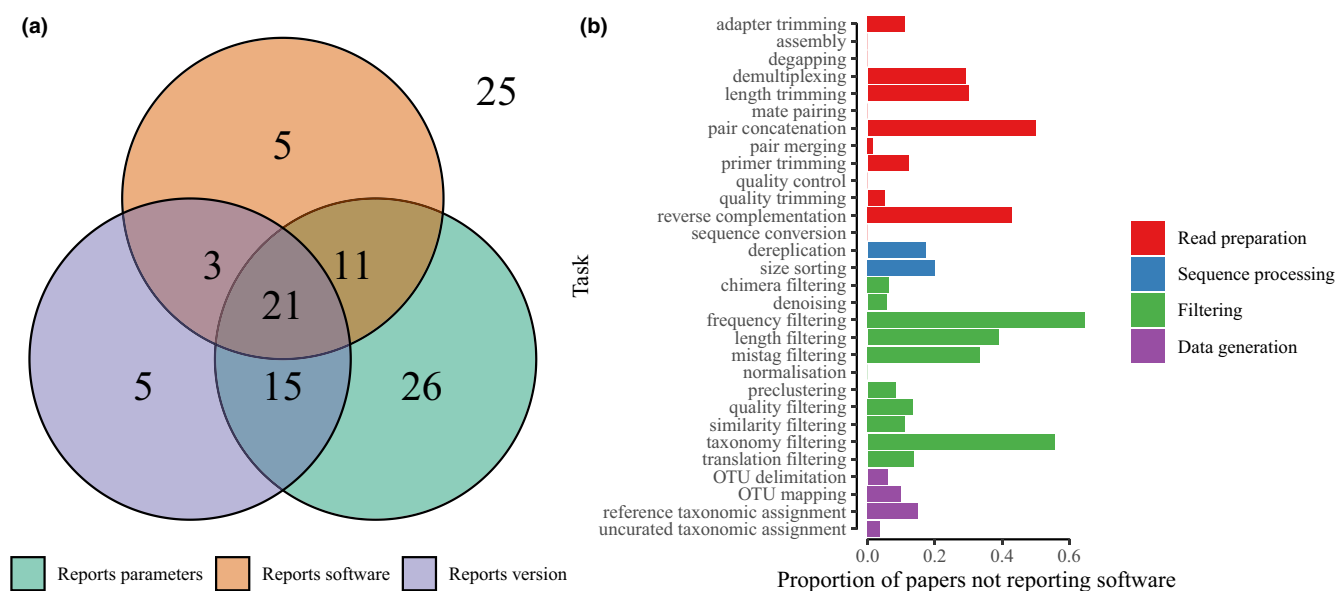 (a)
25
5
3
11
21
5
15
26
Reports parameters
Reports software
Reports version
(b)
Task
adapter trimming
assembly
degapping
demultiplexing
length trimming
mate pairing
pair concatenation
pair merging
primer trimming
quality control
quality trimming
reverse complementation
sequence conversion
dereplication
size sorting
chimera filtering
denoising
frequency filtering
length filtering
mistag filtering
normalisation
preclustering
quality filtering
similarity filtering
taxonomy filtering
translation filtering
OTU delimitation
OTU mapping
reference taxonomic assignment
uncurated taxonomic assignment
0.0 0.2 0.4 0.6
Proportion of papers not reporting software
Read preparation
Sequence processing
Filtering
Data generation